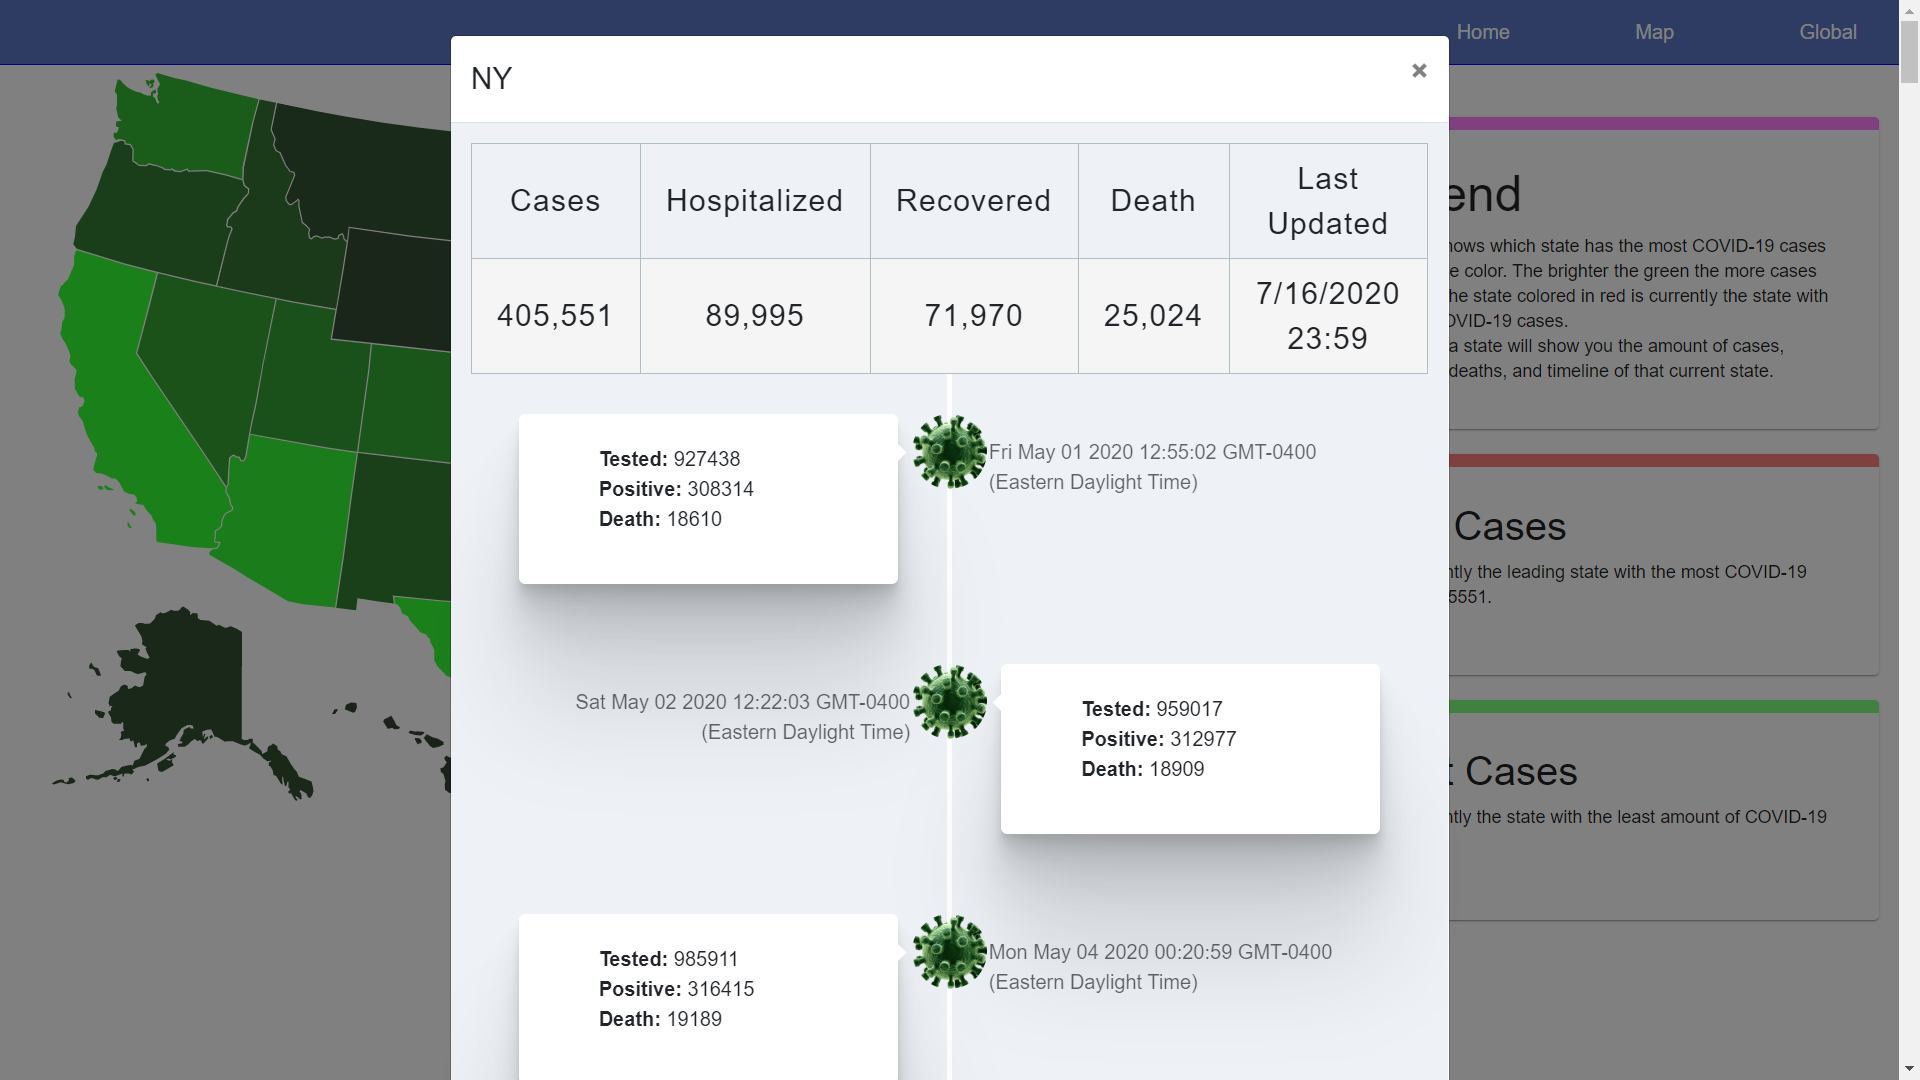 Home Map Global
NY ×
Cases Hospitalized Recovered Death Last Updated
405,551 89,995 71,970 25,024 7/16/2020 23:59
Tested: 927438
Positive: 308314
Death: 18610
Fri May 01 2020 12:55:02 GMT-0400
(Eastern Daylight Time)
Sat May 02 2020 12:22:03 GMT-0400
(Eastern Daylight Time)
Tested: 959017
Positive: 312977
Death: 18909
Tested: 985911
Positive: 316415
Death: 19189
Mon May 04 2020 00:20:59 GMT-0400
(Eastern Daylight Time)
which state has the most COVID-19 cases
color. The brighter the green the more cases
the state colored in red is currently the state with
cases.
a state will show you the amount of cases,
deaths, and timeline of that current state.
Cases
the leading state with the most COVID-19
5551.
Cases
the state with the least amount of COVID-19